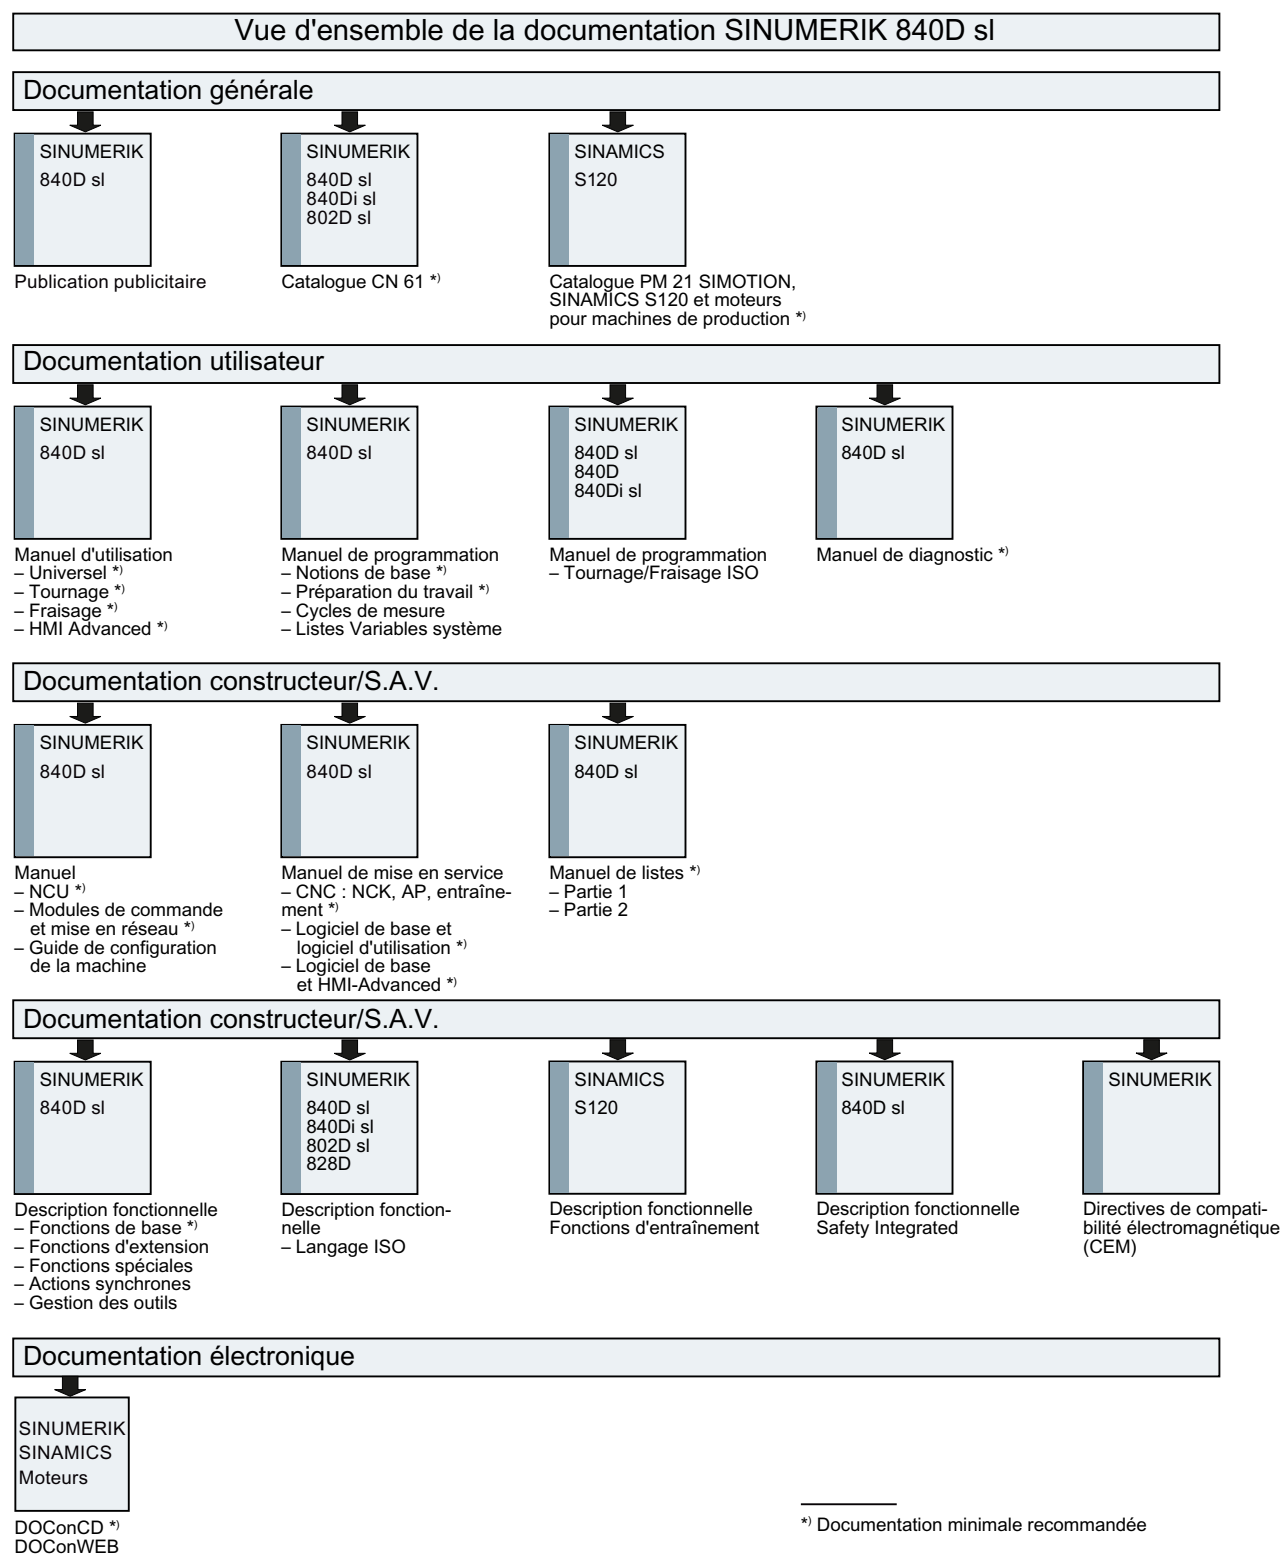 Vue d'ensemble de la documentation SINUMERIK 840D sl
Documentation générale
SINUMERIK
840D sl
Publication publicitaire
SINUMERIK
840D sl
840Di sl
802D sl
Catalogue CN 61 *)
SINAMICS
S120
Catalogue PM 21 SIMOTION,
SINAMICS S120 et moteurs
pour machines de production *)
Documentation utilisateur
SINUMERIK
840D sl
Manuel d'utilisation
– Universel *)
– Tournage *)
– Fraisage *)
– HMI Advanced *)
SINUMERIK
840D sl
Manuel de programmation
– Notions de base *)
– Préparation du travail *)
– Cycles de mesure
– Listes Variables système
SINUMERIK
840D sl
840D
840Di sl
Manuel de programmation
– Tournage/Fraisage ISO
SINUMERIK
840D sl
Manuel de diagnostic *)
Documentation constructeur/S.A.V.
SINUMERIK
840D sl
Manuel
– NCU *)
– Modules de commande
et mise en réseau *)
– Guide de configuration
de la machine
SINUMERIK
840D sl
Manuel de mise en service
– CNC : NCK, AP, entraîne-
ment *)
– Logiciel de base et
logiciel d'utilisation *)
– Logiciel de base
et HMI-Advanced *)
SINUMERIK
840D sl
Manuel de listes *)
– Partie 1
– Partie 2
Documentation constructeur/S.A.V.
SINUMERIK
840D sl
Description fonctionnelle
– Fonctions de base *)
– Fonctions d'extension
– Fonctions spéciales
– Actions synchrones
– Gestion des outils
SINUMERIK
840D sl
840Di sl
802D sl
828D
Description fonction-
nelle
– Langage ISO
SINAMICS
S120
Description fonctionnelle
Fonctions d'entraînement
SINUMERIK
840D sl
Description fonctionnelle
Safety Integrated
SINUMERIK
Directives de compati-
bilité électromagnétique
(CEM)
Documentation électronique
SINUMERIK
SINAMICS
Moteurs
DOConCD *)
DOConWEB
*) Documentation minimale recommandée